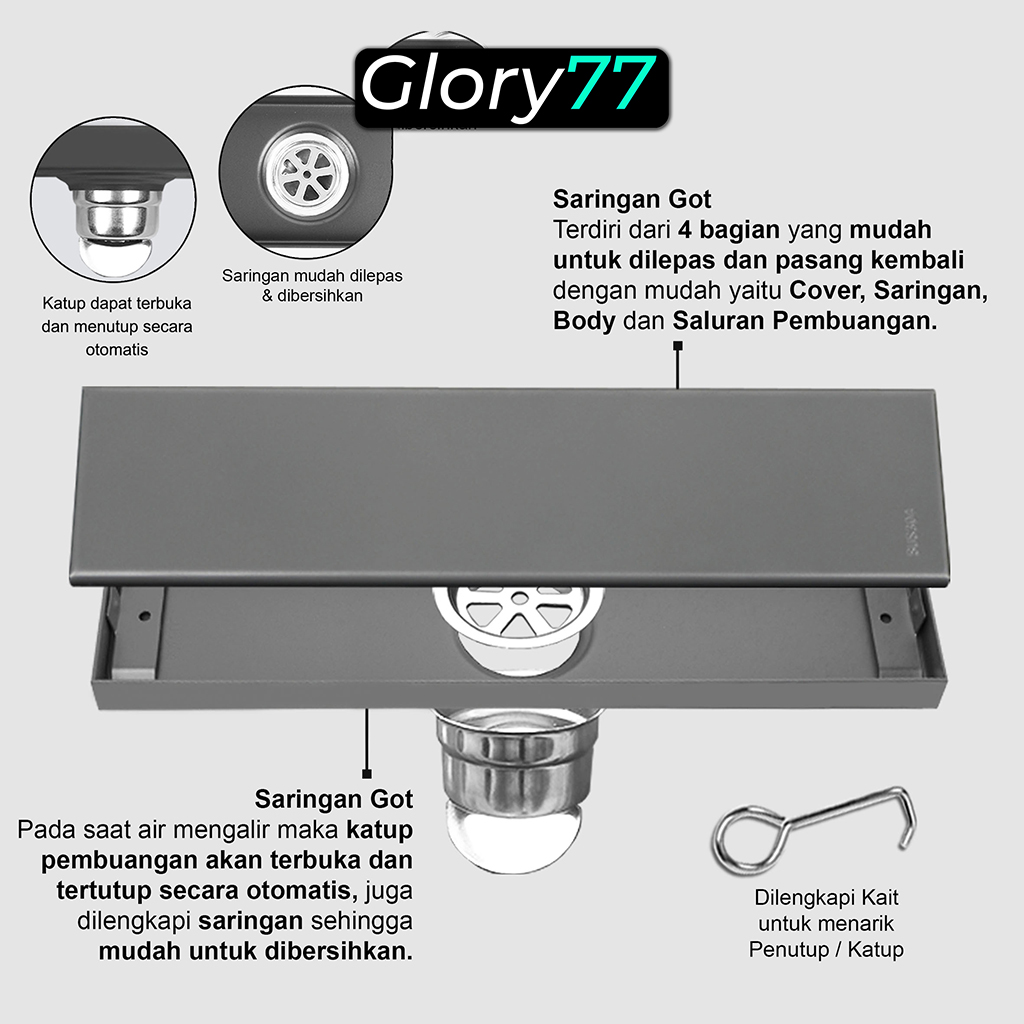 Glory77
Saringan mudah dilepas
& dibersihkan
Katup dapat terbuka
dan menutup secara
otomatis
Saringan Got
Terdiri dari 4 bagian yang mudah
untuk dilepas dan pasang kembali
dengan mudah yaitu Cover, Saringan,
Body dan Saluran Pembuangan.
SUS304
Saringan Got
Pada saat air mengalir maka katup
pembuangan akan terbuka dan
tertutup secara otomatis, juga
dilengkapi saringan sehingga
mudah untuk dibersihkan.
Dilengkapi Kait
untuk menarik
Penutup / Katup